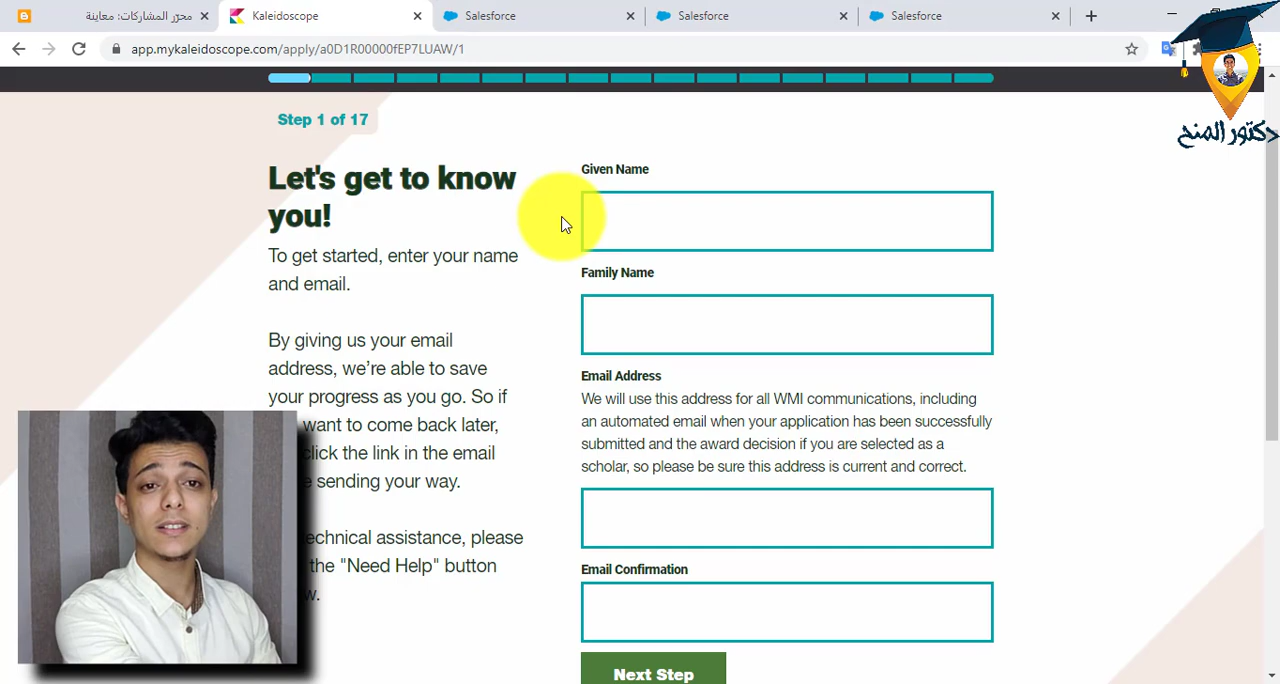 محرّر المشاركات: معاينة
Kaleidoscope
Salesforce
Salesforce
Salesforce
app.mykaleidoscope.com/apply/a0D1R00000fEP7LUAW/1
دكتور المنح
Step 1 of 17
Let's get to know
you!
To get started, enter your name
and email.
By giving us your email
address, we’re able to save
your progress as you go. So if
want to come back later,
click the link in the email
sending your way.
technical assistance, please
the "Need Help" button
Given Name
Family Name
Email Address
We will use this address for all WMI communications, including
an automated email when your application has been successfully
submitted and the award decision if you are selected as a
scholar, so please be sure this address is current and correct.
Email Confirmation
Next Step